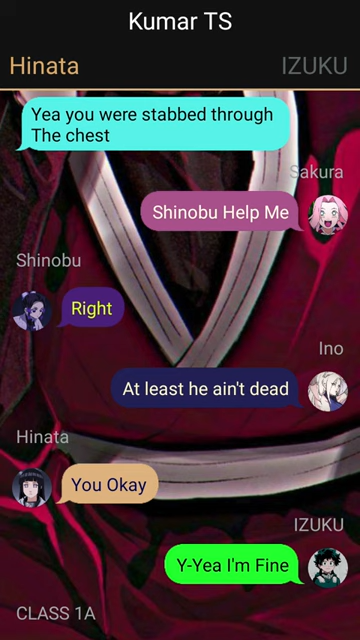 Kumar TS
Hinata
IZUKU
Yea you were stabbed through
The chest
Sakura
Shinobu Help Me
Shinobu
Right
Ino
At least he ain't dead
Hinata
You Okay
IZUKU
Y-Yea I'm Fine
CLASS 1A